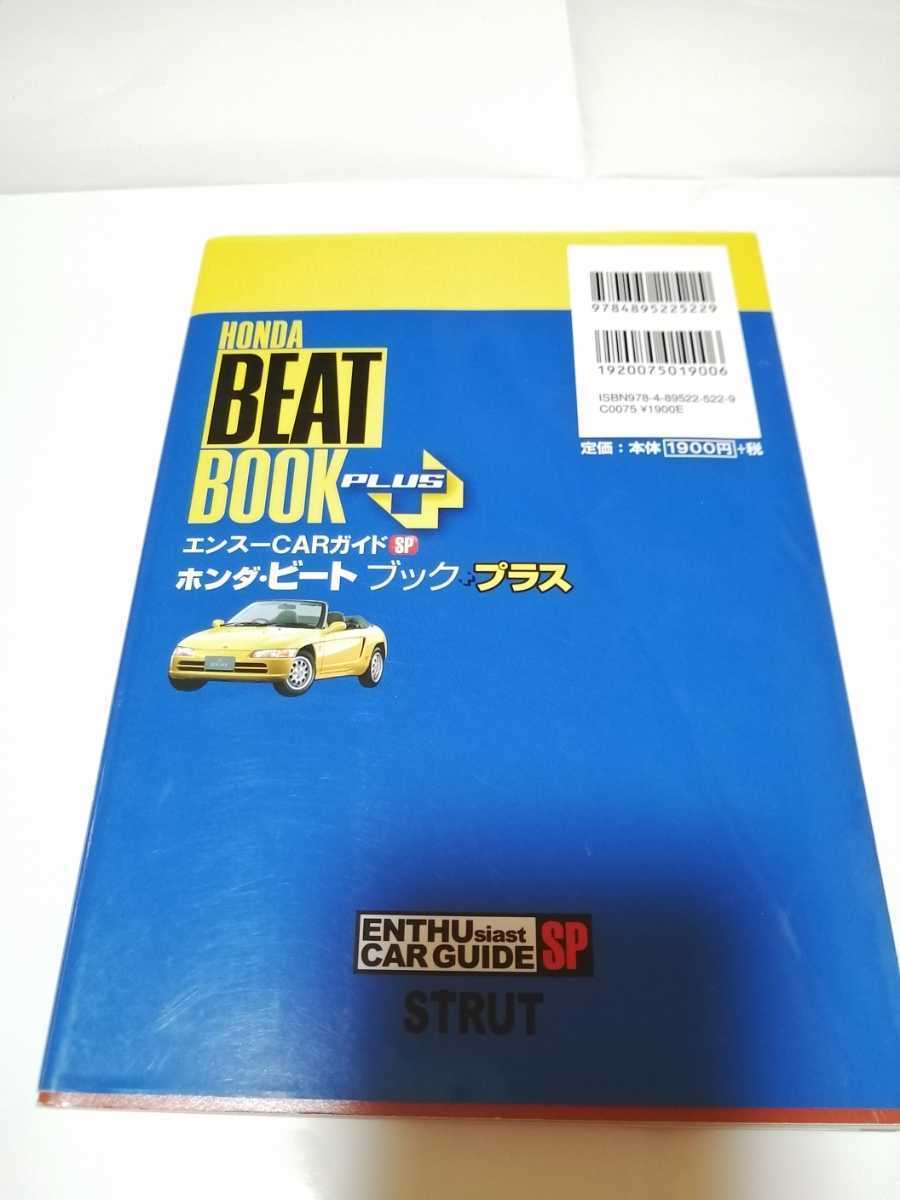 9784895225229
1920075019006
ISBN978-4-89522-522-9
C0075 ¥1900E
定価:本体1900円+税
HONDA
BEAT
BOOK PLUS
エンスーCARガイド SP
ホンダ・ビート ブック+プラス
ENTHUsiast
CAR GUIDE SP
STRUT